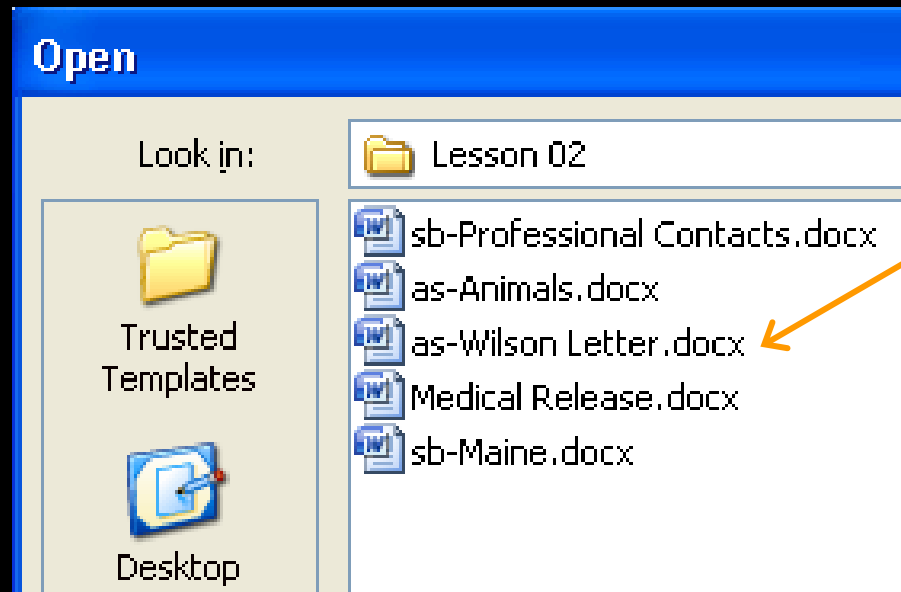 Open
Look in:
Lesson 02
sb-Professional Contacts.docx
as-Animals.docx
as-Wilson Letter.docx
Medical Release.docx
sb-Maine.docx
Trusted
Templates
Desktop